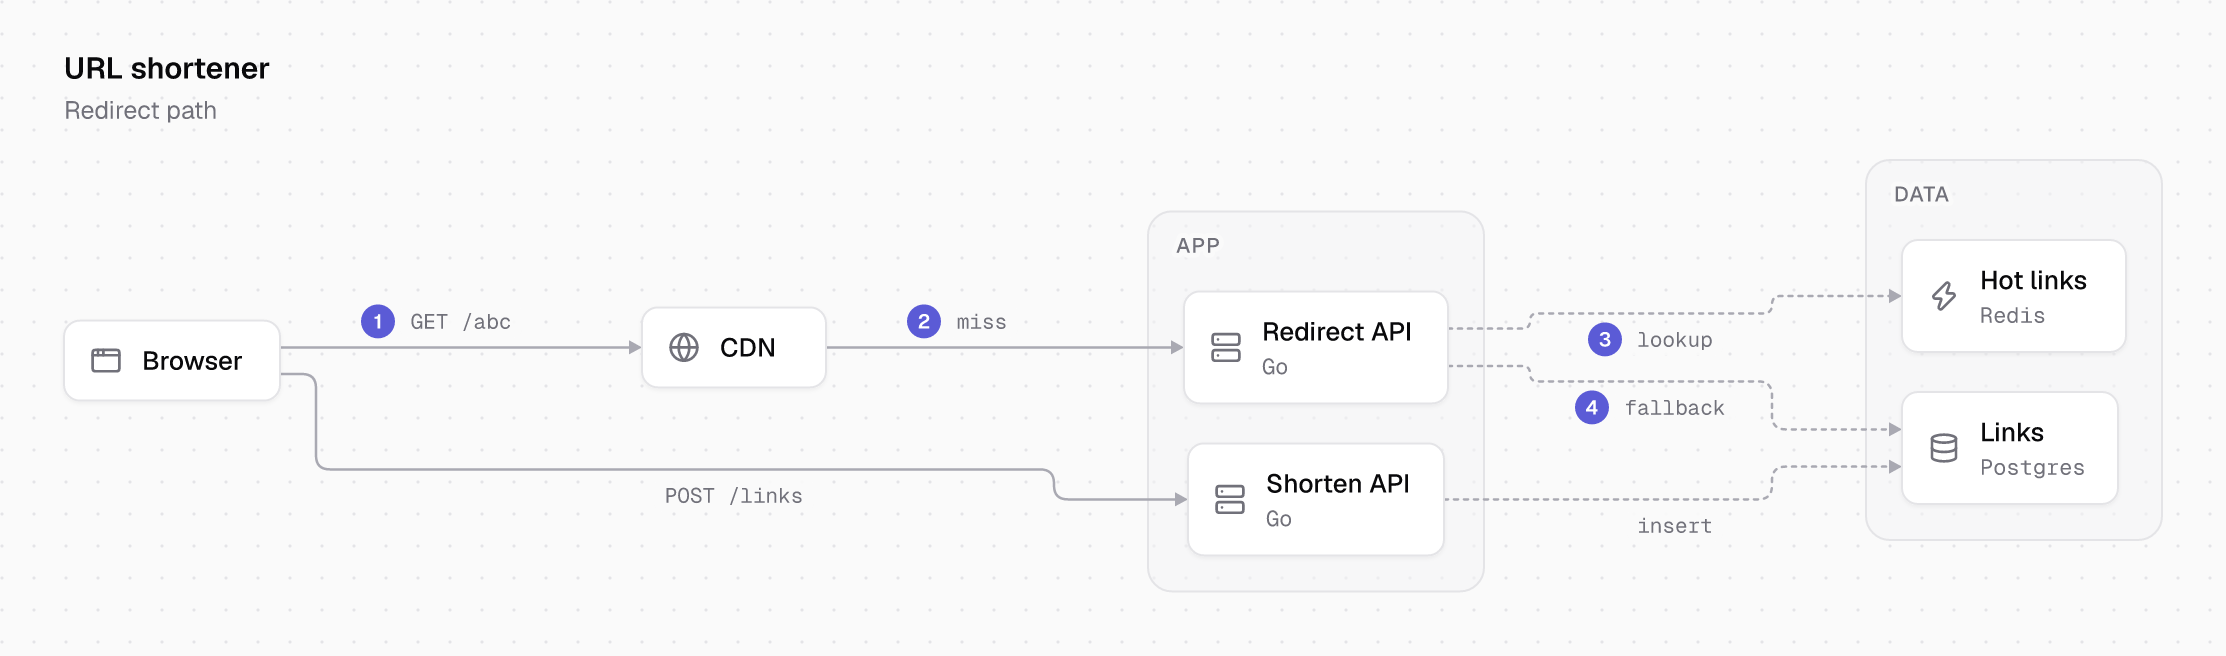 URL shortener
Redirect path
Browser
1 GET /abc
CDN
2 miss
POST /links
APP
Redirect API
Go
Shorten API
Go
3 lookup
4 fallback
insert
DATA
Hot links
Redis
Links
Postgres